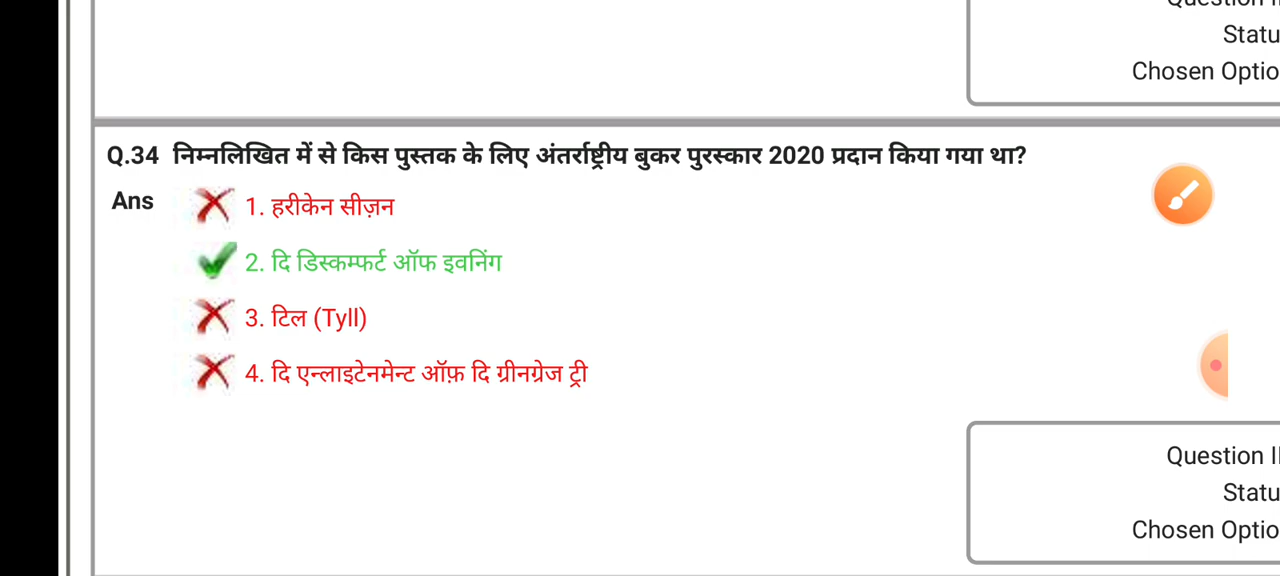 Statu
Chosen Optio
Q.34 निम्नलिखित में से किस पुस्तक के लिए अंतर्राष्ट्रीय बुकर पुरस्कार 2020 प्रदान किया गया था?
Ans 1. हरीकेन सीज़न
2. दि डिस्कम्फर्ट ऑफ इवनिंग
3. टिल (Tyll)
4. दि एन्लाइटेनमेन्ट ऑफ़ दि ग्रीनग्रेज ट्री
Question I
Statu
Chosen Optio